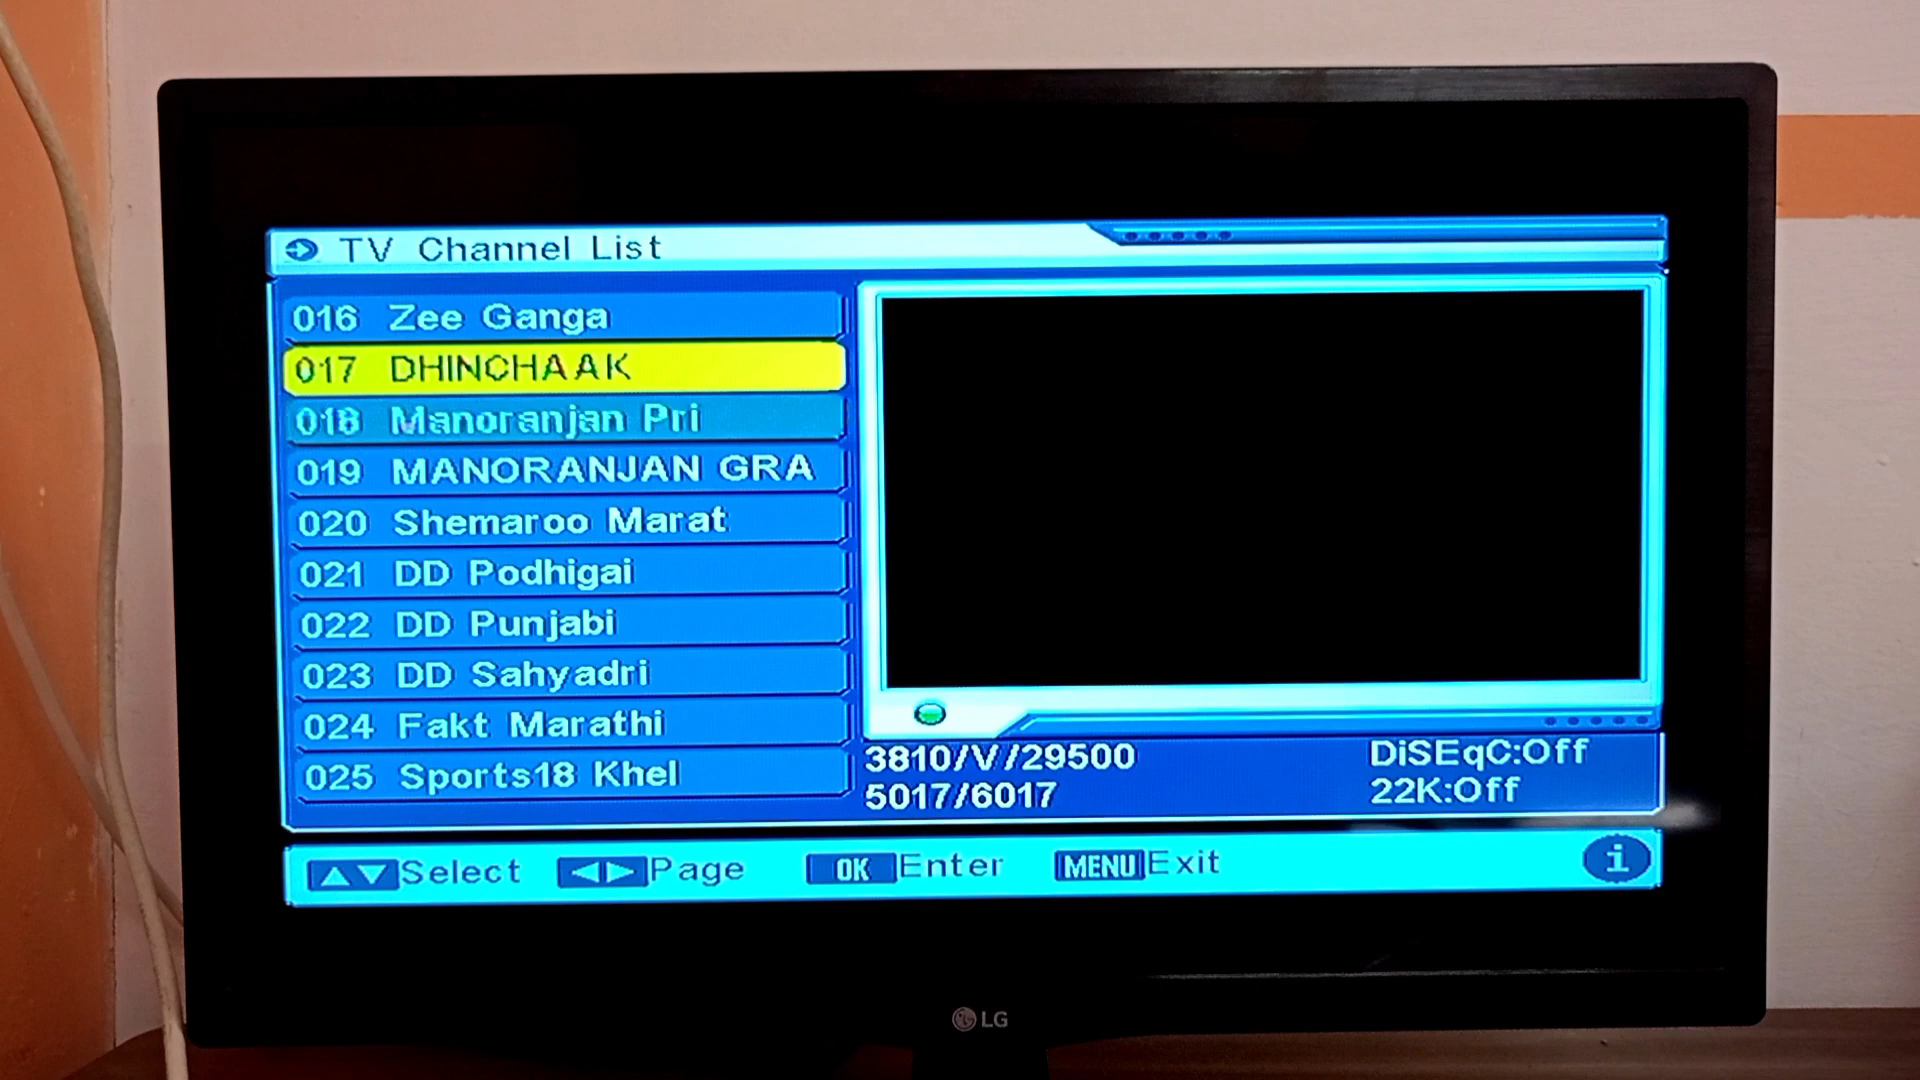 TV Channel List
016 Zee Ganga
017 DHINCHAAK
018 Manoranjan Pri
019 MANORANJAN GRA
020 Shemaroo Marat
021 DD Podhigai
022 DD Punjabi
023 DD Sahyadri
024 Fakt Marathi
025 Sports18 Khel
3810/V/29500 DiSEqC:Off
5017/6017 22K:Off
Select Page OK Enter MENU Exit i
LG